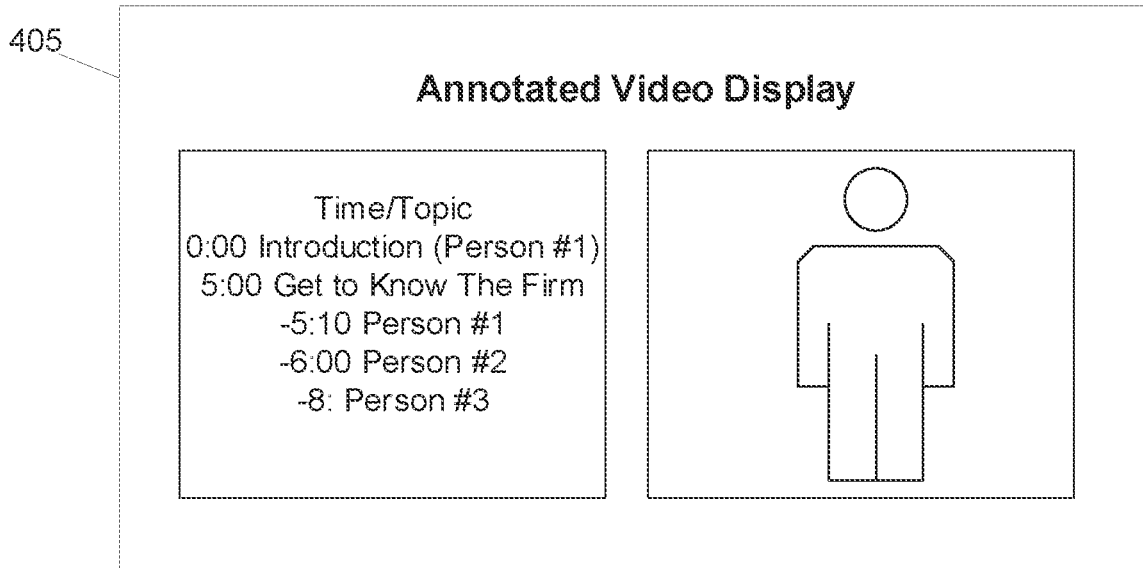 405
Annotated Video Display
Time/Topic
0:00 Introduction (Person #1)
5:00 Get to Know The Firm
-5:10 Person #1
-6:00 Person #2
-8: Person #3